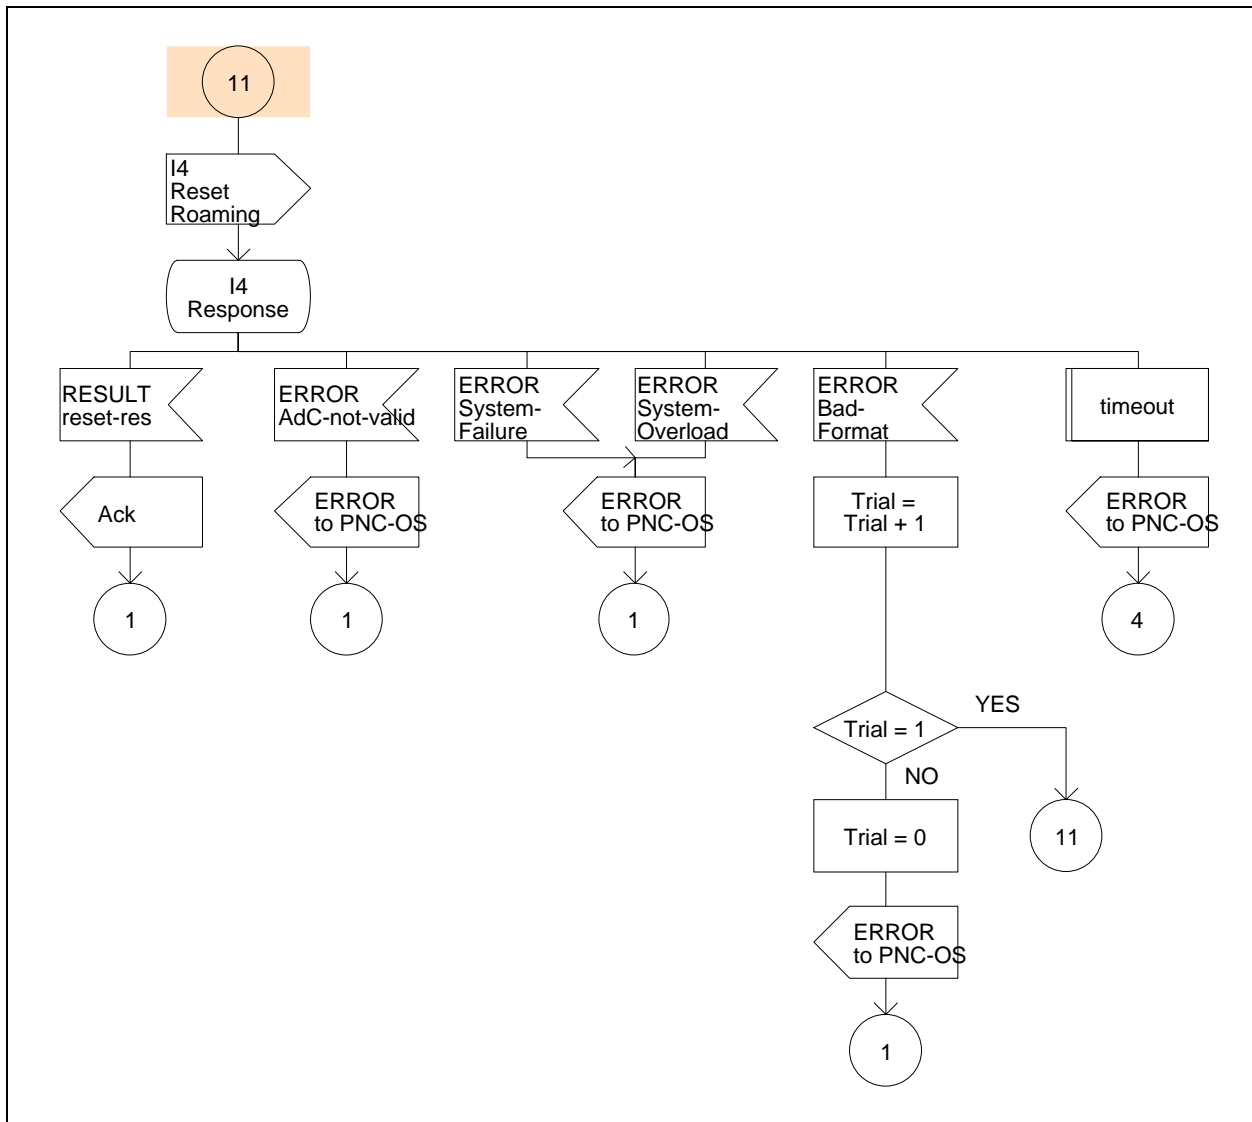 11
I4
Reset
Roaming
I4
Response
RESULT
reset-res
ERROR
AdC-not-valid
ERROR
System-
Failure
ERROR
System-
Overload
ERROR
Bad-
Format
timeout
Ack
ERROR
to PNC-OS
ERROR
to PNC-OS
Trial =
Trial + 1
ERROR
to PNC-OS
1
1
1
4
Trial = 1
YES
NO
Trial = 0
11
ERROR
to PNC-OS
1